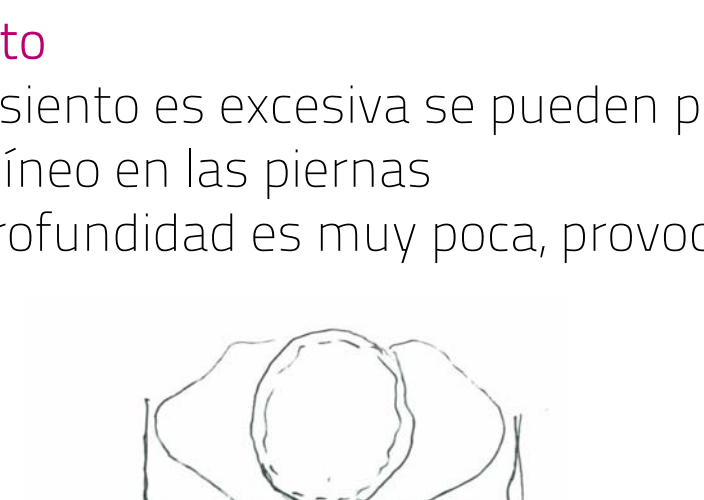 to
siento es excesiva se pueden p
íneo en las piernas
rofundidad es muy poca, provoc